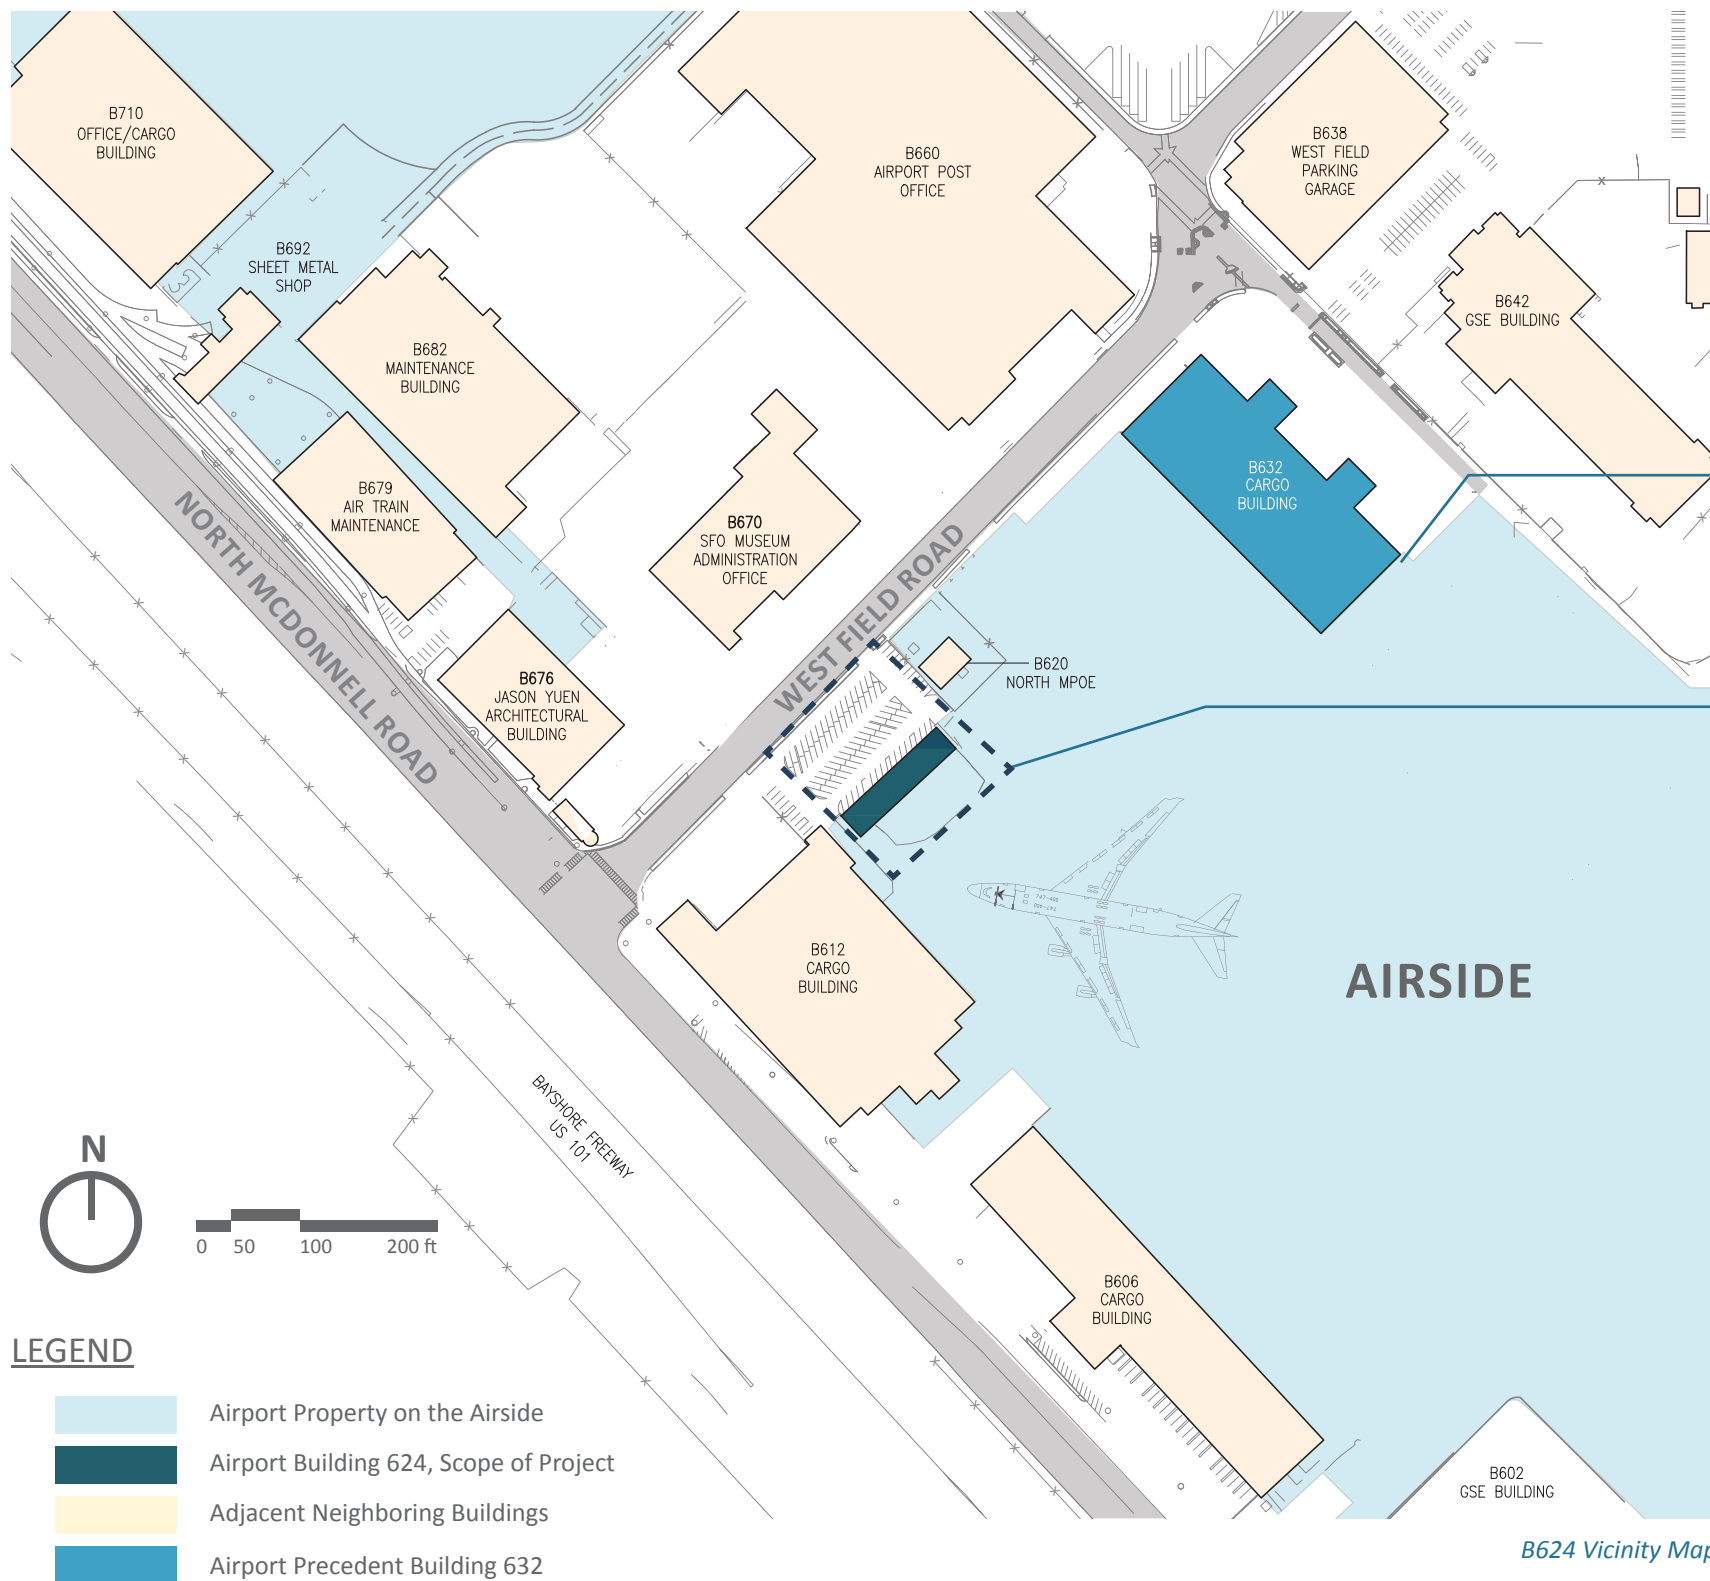 B710
OFFICE/CARGO
BUILDING
B692
SHEET METAL
SHOP
B660
AIRPORT POST
OFFICE
B638
WEST FIELD
PARKING
GARAGE
B642
GSE BUILDING
B682
MAINTENANCE
BUILDING
B679
AIR TRAIN
MAINTENANCE
B670
SFO MUSEUM
ADMINISTRATION
OFFICE
B632
CARGO
BUILDING
NORTH MCDONNELL ROAD
WEST FIELD ROAD
B676
JASON YUEN
ARCHITECTURAL
BUILDING
B620
NORTH MPOE
B612
CARGO
BUILDING
AIRSIDE
BAYSHORE FREEWAY
US 101
N
0 50 100 200 ft
B606
CARGO
BUILDING
B602
GSE BUILDING
LEGEND
Airport Property on the Airside
Airport Building 624, Scope of Project
Adjacent Neighboring Buildings
Airport Precedent Building 632
B624 Vicinity Map